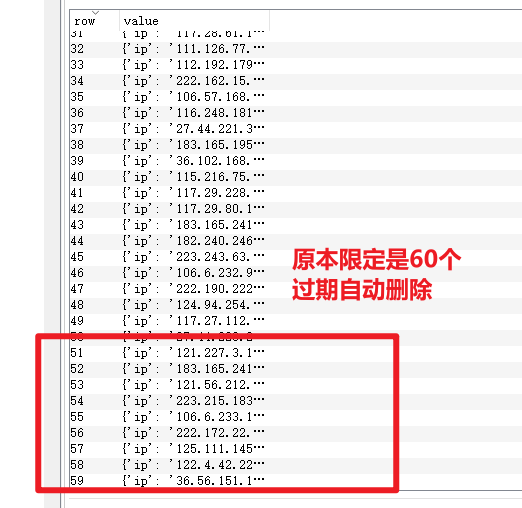 row value
31 {'ip': '117.28.61.1···
32 {'ip': '111.126.77.···
33 {'ip': '112.192.179···
34 {'ip': '222.162.15.···
35 {'ip': '106.57.168.···
36 {'ip': '116.248.181···
37 {'ip': '27.44.221.3···
38 {'ip': '183.165.195···
39 {'ip': '36.102.168.···
40 {'ip': '115.216.75.···
41 {'ip': '117.29.228.···
42 {'ip': '117.29.80.1···
43 {'ip': '183.165.241···
44 {'ip': '182.240.246···
45 {'ip': '223.243.63.···
46 {'ip': '106.6.232.9···
47 {'ip': '222.190.222···
48 {'ip': '124.94.254.···
49 {'ip': '117.27.112.···
原本限定是60个
过期自动删除
51 {'ip': '121.227.3.1···
52 {'ip': '183.165.241···
53 {'ip': '121.56.212.···
54 {'ip': '223.215.183···
55 {'ip': '106.6.233.1···
56 {'ip': '222.172.22.···
57 {'ip': '125.111.145···
58 {'ip': '122.4.42.22···
59 {'ip': '36.56.151.1···